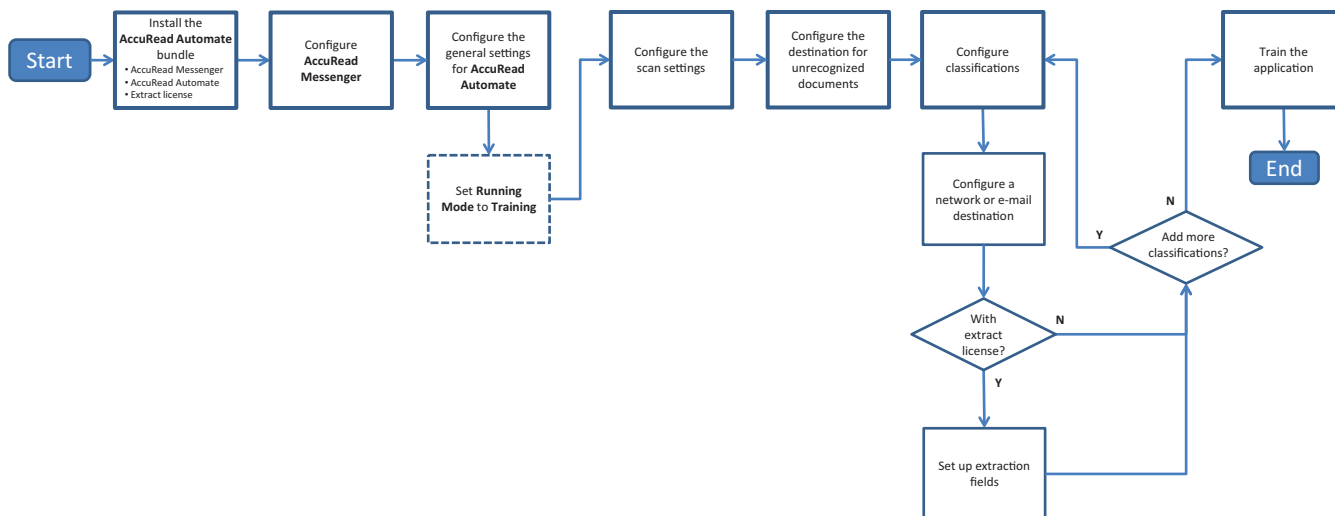 Start
Install the
AccuRead Automate
bundle
• AccuRead Messenger
• AccuRead Automate
• Extract license
Configure
AccuRead
Messenger
Configure the
general settings
for AccuRead
Automate
Set Running
Mode to Training
Configure the
scan settings
Configure the
destination for
unrecognized
documents
Configure
classifications
Configure a
network or e-mail
destination
With
extract
license?
N
Y
Set up extraction
fields
Add more
classifications?
Y
N
Train the
application
End